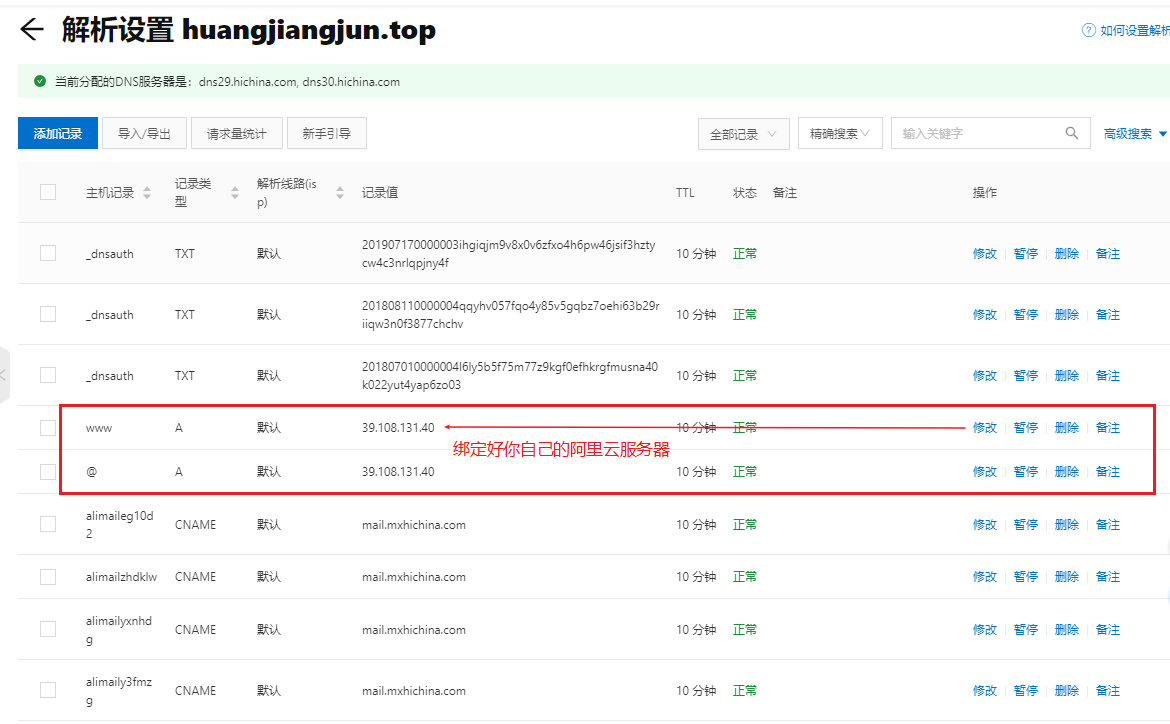 解析设置 huangjiangjun.top
如何设置解析
当前分配的DNS服务器是：dns29.hichina.com, dns30.hichina.com
添加记录 导入/导出 请求量统计 新手引导 全部记录 精确搜索 输入关键字 高级搜索
主机记录 记录类型 解析线路(isp) 记录值 TTL 状态 备注 操作
_dnsauth TXT 默认 201907170000003ihgiqjm9v8x0v6zfxo4h6pw46jsif3hzty
cw4c3nrlqpjny4f 10 分钟 正常 修改 暂停 删除 备注
_dnsauth TXT 默认 201808110000004qqyhv057fqo4y85v5gqbz7oehi63b29r
iiqw3n0f3877chchv 10 分钟 正常 修改 暂停 删除 备注
_dnsauth TXT 默认 201807010000004l6ly5b5f75m77z9kgf0efhkrgfmusna40
k022yut4yap6zo03 10 分钟 正常 修改 暂停 删除 备注
www A 默认 39.108.131.40 10 分钟 正常 修改 暂停 删除 备注
绑定好你自己的阿里云服务器
@ A 默认 39.108.131.40 10 分钟 正常 修改 暂停 删除 备注
alimaileg10d
2 CNAME 默认 mail.mxhichina.com 10 分钟 正常 修改 暂停 删除 备注
alimailzhdklw CNAME 默认 mail.mxhichina.com 10 分钟 正常 修改 暂停 删除 备注
alimailyxnhd
g CNAME 默认 mail.mxhichina.com 10 分钟 正常 修改 暂停 删除 备注
alimaily3fmz
g CNAME 默认 mail.mxhichina.com 10 分钟 正常 修改 暂停 删除 备注